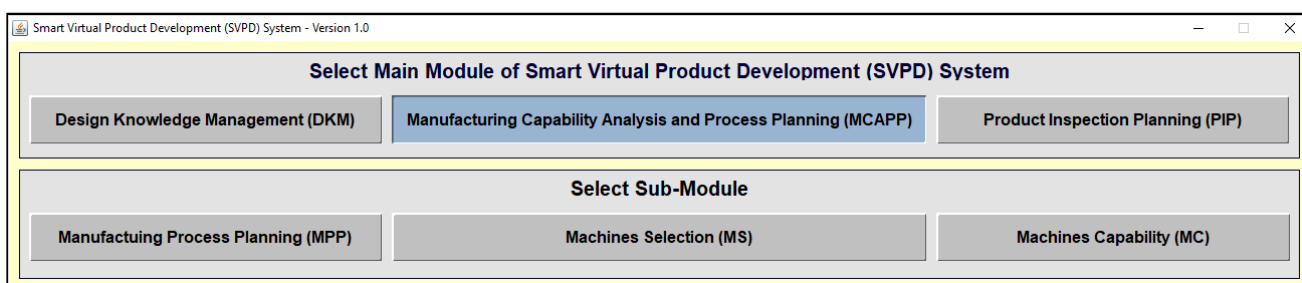 Smart Virtual Product Development (SVPD) System - Version 1.0
Select Main Module of Smart Virtual Product Development (SVPD) System
Design Knowledge Management (DKM)
Manufacturing Capability Analysis and Process Planning (MCAPP)
Product Inspection Planning (PIP)
Select Sub-Module
Manufactuing Process Planning (MPP)
Machines Selection (MS)
Machines Capability (MC)